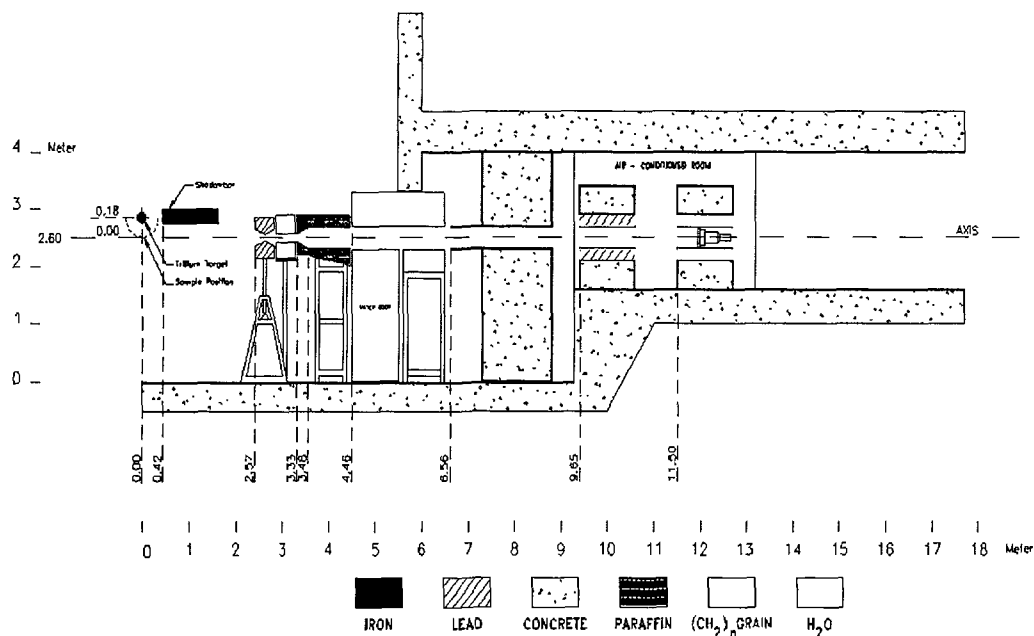 4 Meter
AIR - CONDITIONED ROOM
3
Shadowbar
0.18
0.00
2.60
AXIS
Tritium Target
Sample Position
2
1
0
0.00
0.42
2.57
3.33
3.48
4.46
6.56
9.65
11.50
0 1 2 3 4 5 6 7 8 9 10 11 12 13 14 15 16 17 18 Meter
IRON LEAD CONCRETE PARAFFIN (CH2)n GRAIN H2O